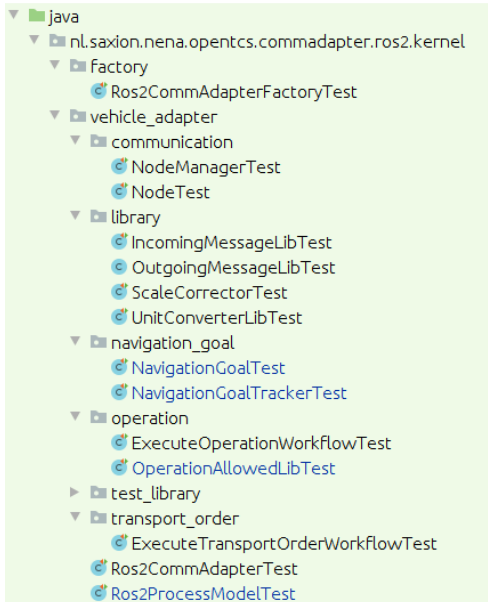 java
nl.saxion.nena.opentcs.commadapter.ros2.kernel
factory
Ros2CommAdapterFactoryTest
vehicle_adapter
communication
NodeManagerTest
NodeTest
library
IncomingMessageLibTest
OutgoingMessageLibTest
ScaleCorrectorTest
UnitConverterLibTest
navigation_goal
NavigationGoalTest
NavigationGoalTrackerTest
operation
ExecuteOperationWorkflowTest
OperationAllowedLibTest
test_library
transport_order
ExecuteTransportOrderWorkflowTest
Ros2CommAdapterTest
Ros2ProcessModelTest